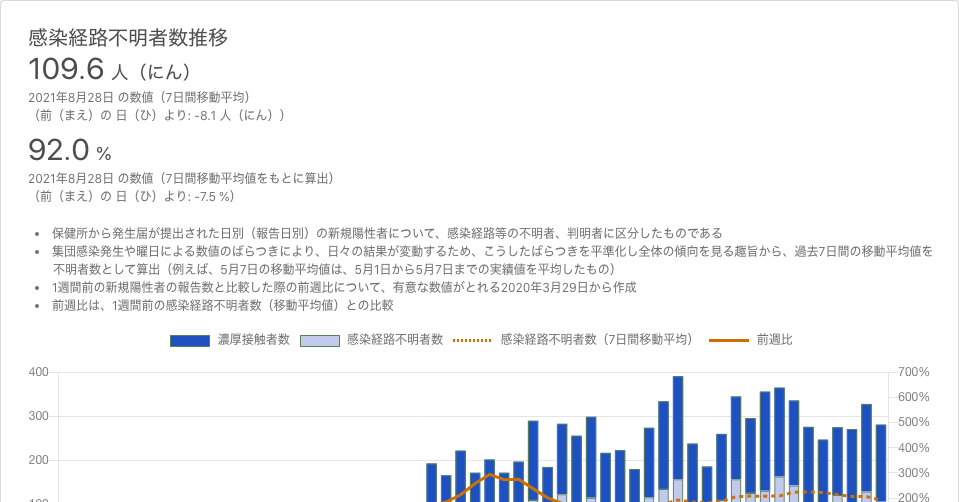 感染経路不明者数推移
109.6 人（にん）
2021年8月28日 の数値（7日間移動平均）
（前（まえ）の 日（ひ）より: -8.1 人（にん））
92.0 %
2021年8月28日 の数値（7日間移動平均値をもとに算出）
（前（まえ）の 日（ひ）より: -7.5 %）
• 保健所から発生届が提出された日別（報告日別）の新規陽性者について、感染経路等の不明者、判明者に区分したものである
• 集団感染発生や曜日による数値のばらつきにより、日々の結果が変動するため、こうしたばらつきを平準化し全体の傾向を見る趣旨から、過去7日間の移動平均値を
不明者数として算出（例えば、5月7日の移動平均値は、5月1日から5月7日までの実績値を平均したもの）
• 1週間前の新規陽性者の報告数と比較した際の前週比について、有意な数値がとれる2020年3月29日から作成
• 前週比は、1週間前の感染経路不明者数（移動平均値）との比較
濃厚接触者数 感染経路不明者数 感染経路不明者数（7日間移動平均） 前週比
400 700%
600%
300 500%
400%
200
300%
200%